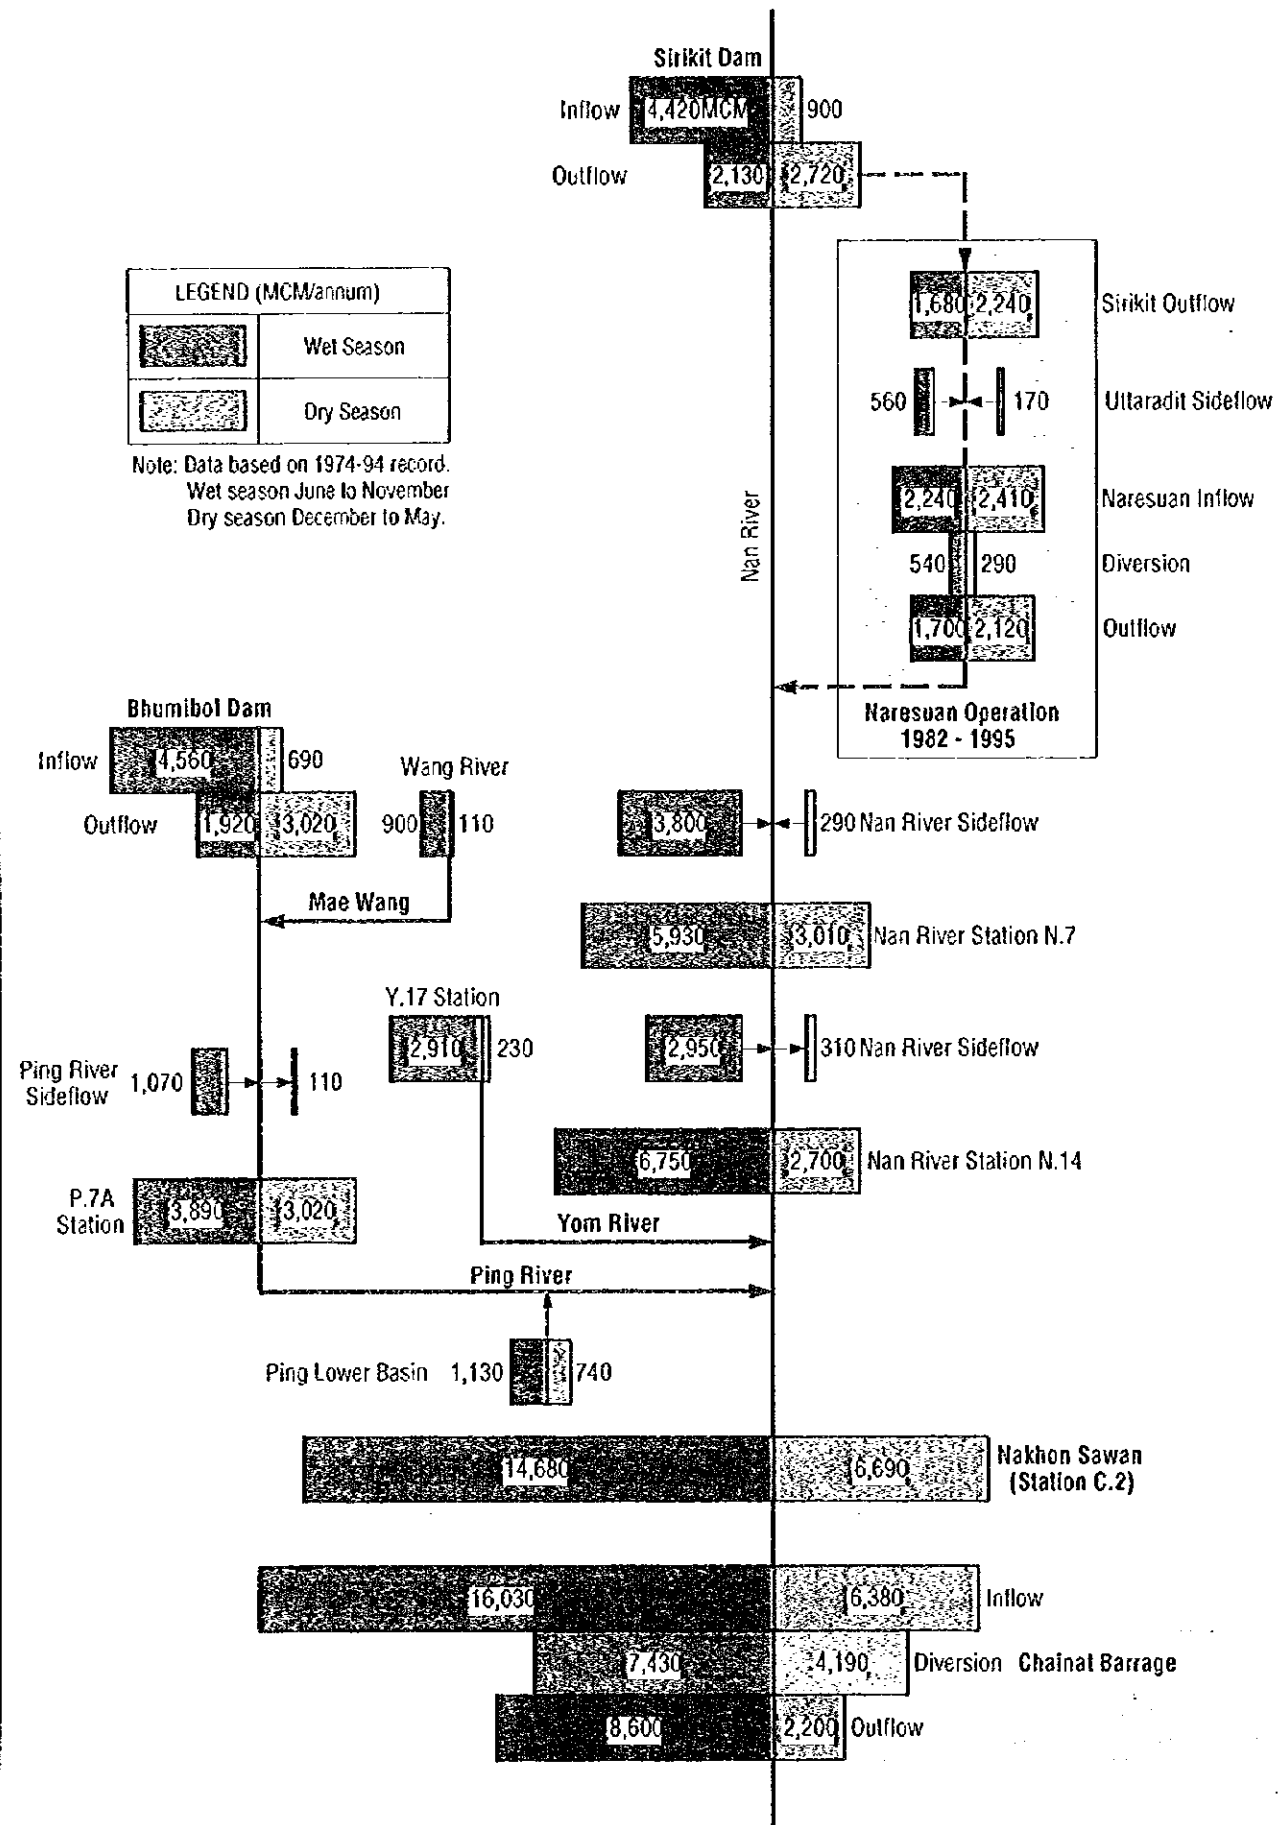 Sirikit Dam
Inflow 4,420MCM 900
Outflow 2,130 2,720
LEGEND (MCM/annum)
Wet Season
Dry Season
Note: Data based on 1974-94 record.
Wet season June to November
Dry season December to May.
Nan River
1,680 2,240 Sirikit Outflow
560 170 Uttaradit Sideflow
2,240 2,410 Naresuan Inflow
540 290 Diversion
1,700 2,120 Outflow
Naresuan Operation
1982 - 1995
Bhumibol Dam
Inflow 4,560 690
Outflow 1,920 3,020
Wang River
900 110
Mae Wang
3,800 290 Nan River Sideflow
5,930 3,010 Nan River Station N.7
Y.17 Station
2,910 230
2,950 310 Nan River Sideflow
Ping River
Sideflow
1,070 110
6,750 2,700 Nan River Station N.14
P.7A
Station
3,890 3,020
Yom River
Ping River
Ping Lower Basin 1,130 740
14,680 6,690
Nakhon Sawan
(Station C.2)
16,030 6,380 Inflow
7,430 4,190 Diversion Chainat Barrage
8,600 2,200 Outflow